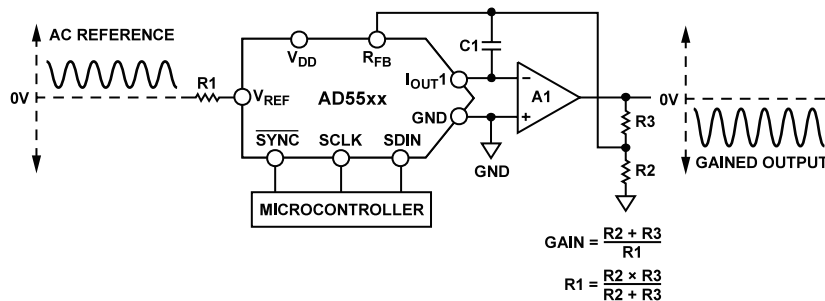 AC REFERENCE
0V
R1
V_REF
V_DD
R_FB
AD55xx
I_OUT1
GND
SYNC
SCLK
SDIN
MICROCONTROLLER
C1
A1
GND
R3
R2
0V
GAINED OUTPUT
GAIN = R2 + R3 / R1
R1 = R2 × R3 / R2 + R3